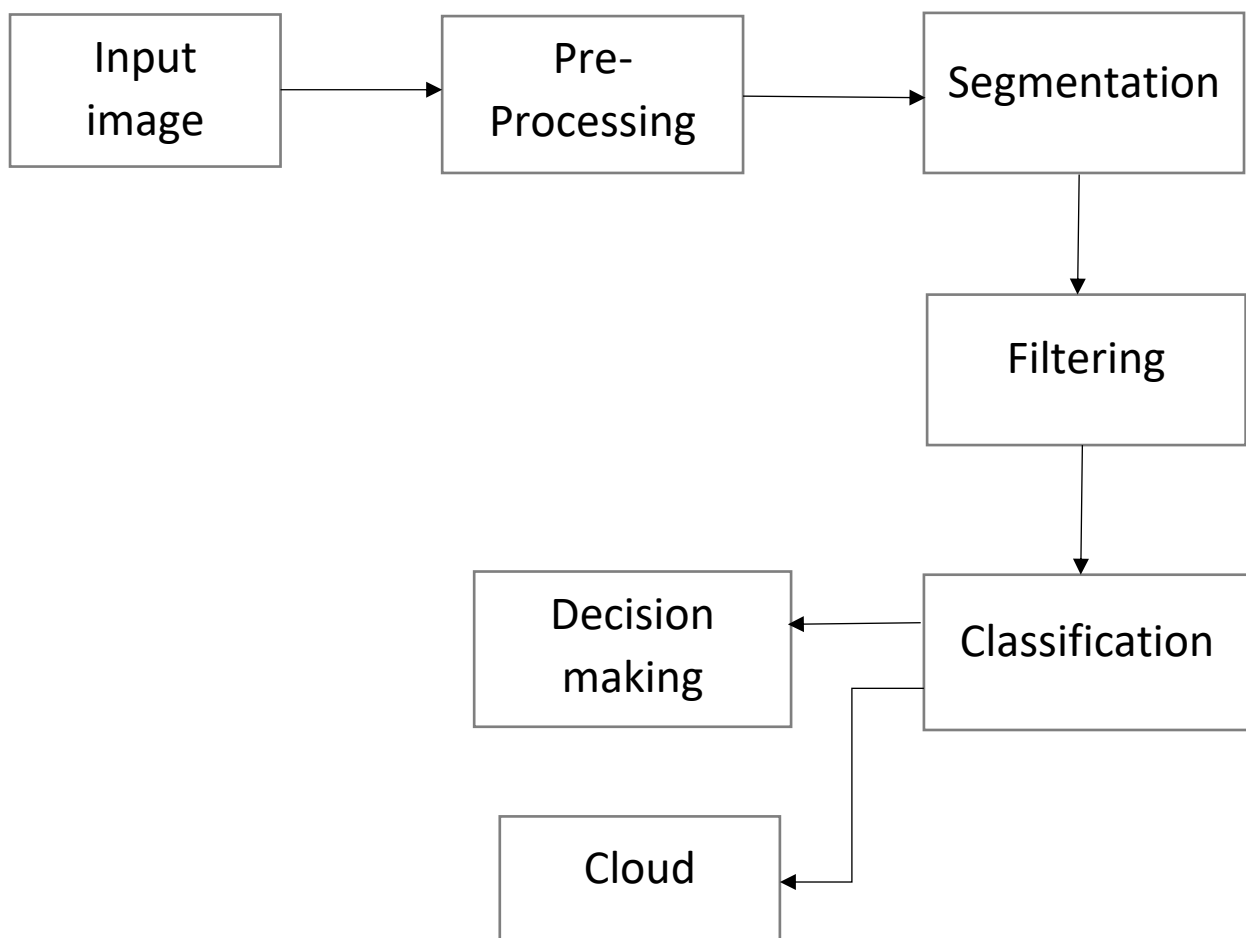 Input
image
Pre-
Processing
Segmentation
Filtering
Classification
Decision
making
Cloud